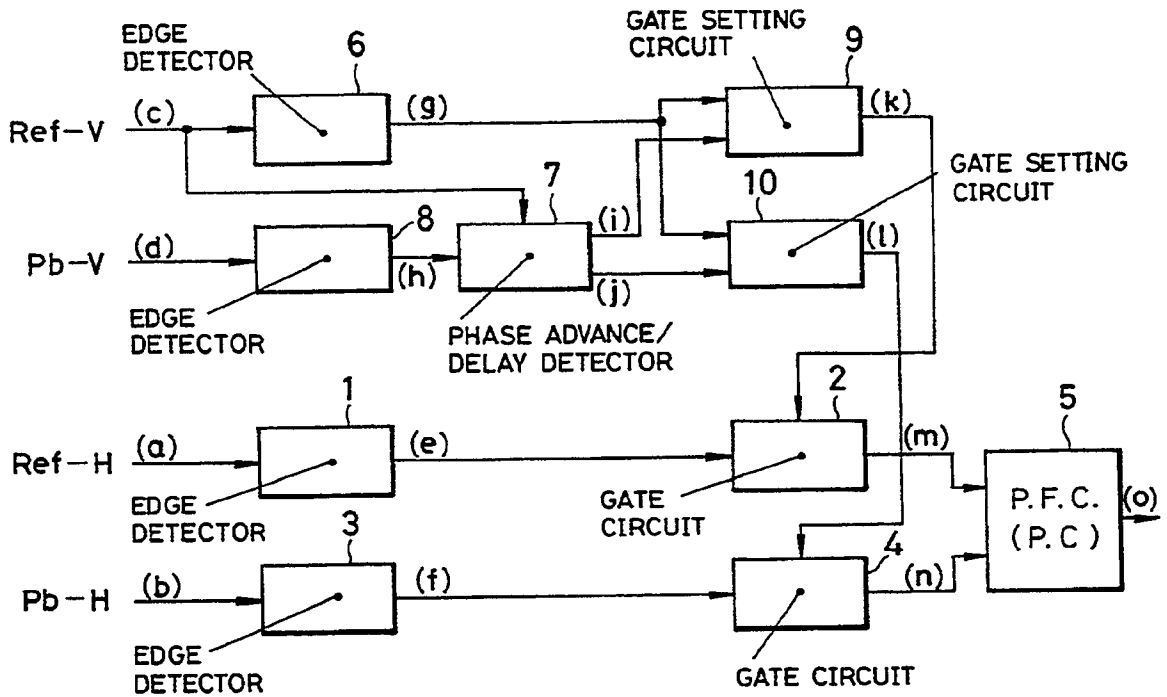 EDGE
DETECTOR
6
GATE SETTING
CIRCUIT
9
Ref-V
(c)
(g)
(k)
7
10
GATE SETTING
CIRCUIT
Pb-V
(d)
8
(h)
(i)
(j)
(l)
EDGE
DETECTOR
PHASE ADVANCE/
DELAY DETECTOR
1
2
5
Ref-H
(a)
(e)
(m)
EDGE
DETECTOR
GATE
CIRCUIT
P.F.C.
(P.C)
(o)
3
4
Pb-H
(b)
(f)
(n)
EDGE
DETECTOR
GATE CIRCUIT